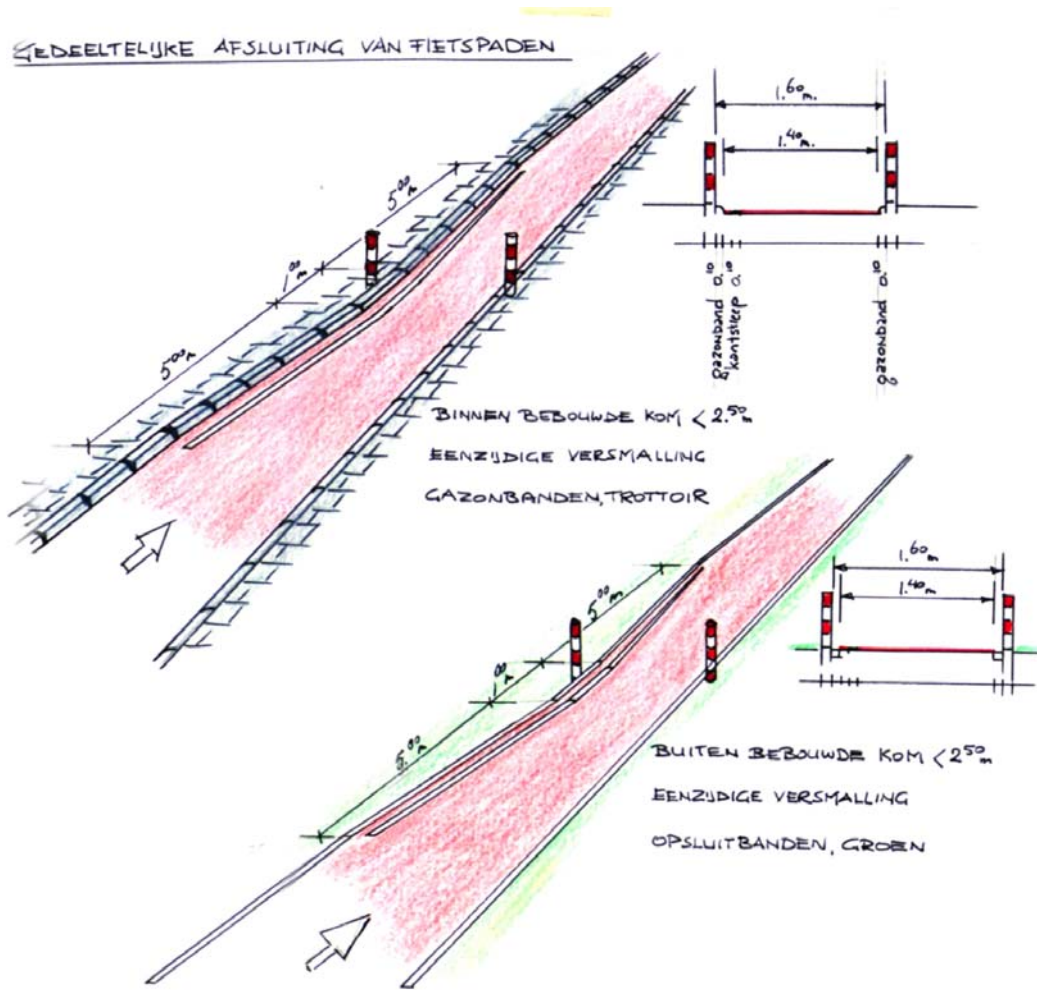 GEDEELTELIJKE AFSLUITING VAN FIETSPADEN
1.60 m.
1.40 m.
5.00 m
1.00 m
5.00 m
gazonband 0.10
kantstreep 0.10
gazonband 0.10
BINNEN BEBOUWDE KOM < 2.50 m
EENZIJDIGE VERSMALLING
GAZONBANDEN, TROTTOIR
1.60 m
1.40 m
5.00 m
1.00 m
5.00 m
BUITEN BEBOUWDE KOM < 2.50 m
EENZIJDIGE VERSMALLING
OPSLUITBANDEN, GROEN